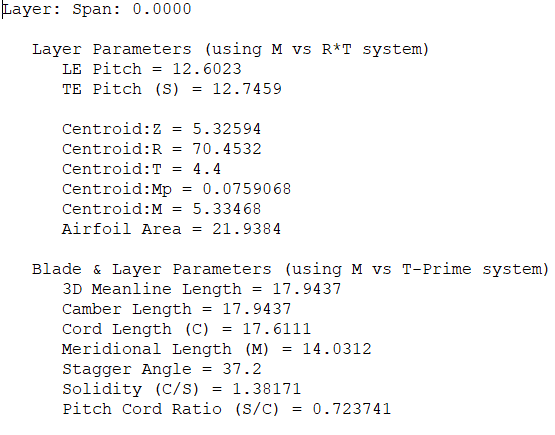 Layer: Span: 0.0000
Layer Parameters (using M vs R*T system)
LE Pitch = 12.6023
TE Pitch (S) = 12.7459
Centroid:Z = 5.32594
Centroid:R = 70.4532
Centroid:T = 4.4
Centroid:Mp = 0.0759068
Centroid:M = 5.33468
Airfoil Area = 21.9384
Blade & Layer Parameters (using M vs T-Prime system)
3D Meanline Length = 17.9437
Camber Length = 17.9437
Cord Length (C) = 17.6111
Meridional Length (M) = 14.0312
Stagger Angle = 37.2
Solidity (C/S) = 1.38171
Pitch Cord Ratio (S/C) = 0.723741